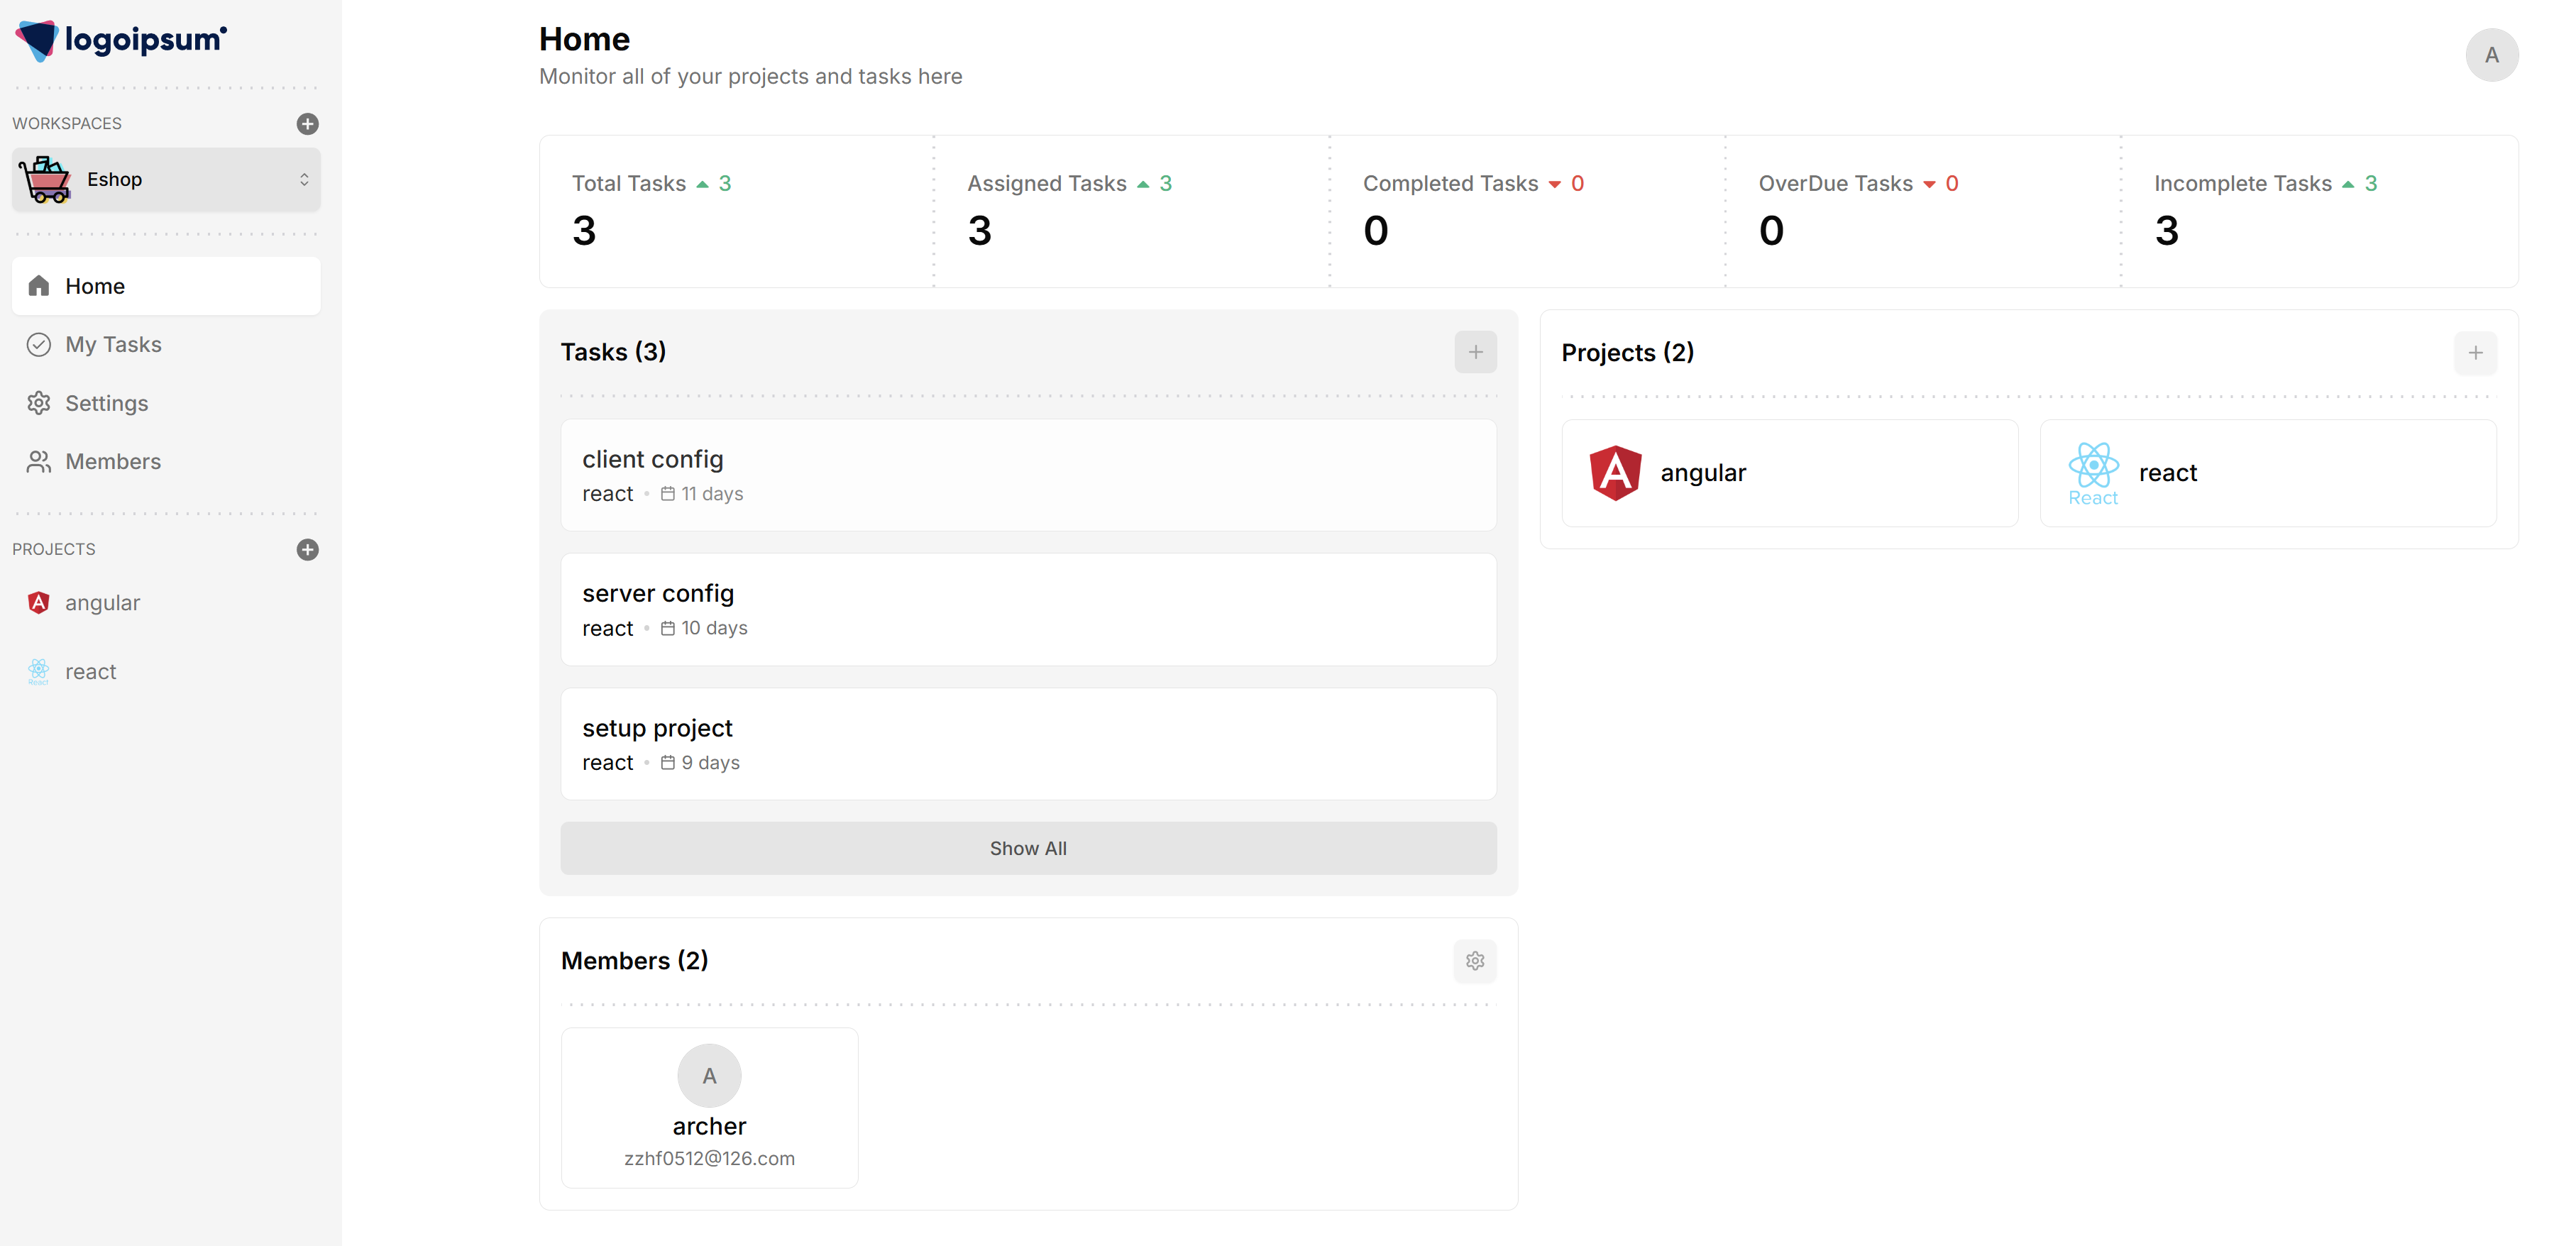 logoipsum
WORKSPACES
Eshop
Home
My Tasks
Settings
Members
PROJECTS
angular
React
react
Home
Monitor all of your projects and tasks here
A
Total Tasks 3
3
Assigned Tasks 3
3
Completed Tasks 0
0
OverDue Tasks 0
0
Incomplete Tasks 3
3
Tasks (3)
client config
react • 11 days
server config
react • 10 days
setup project
react • 9 days
Show All
Projects (2)
A angular
React
react
Members (2)
A
archer
zzhf0512@126.com